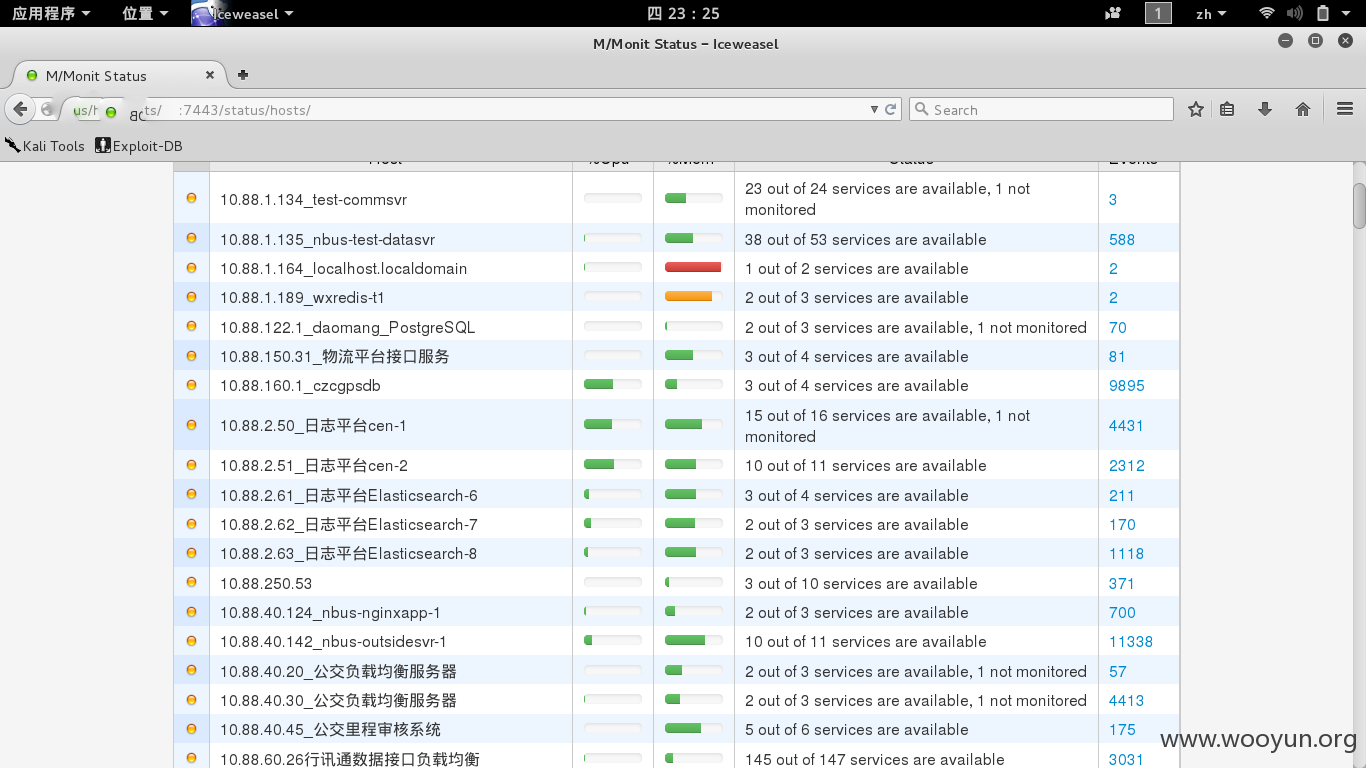 应用程序 位置 Iceweasel 四 23：25 1 zh
M/Monit Status – Iceweasel
M/Monit Status
:7443/status/hosts/ Search
Kali Tools Exploit-DB
Host %Cpu %Mem Status Events
10.88.1.134_test-commsvr 23 out of 24 services are available, 1 not 3
monitored
10.88.1.135_nbus-test-datasvr 38 out of 53 services are available 588
10.88.1.164_localhost.localdomain 1 out of 2 services are available 2
10.88.1.189_wxredis-t1 2 out of 3 services are available 2
10.88.122.1_daomang_PostgreSQL 2 out of 3 services are available, 1 not monitored 70
10.88.150.31_物流平台接口服务 3 out of 4 services are available 81
10.88.160.1_czcgpsdb 3 out of 4 services are available 9895
10.88.2.50_日志平台cen-1 15 out of 16 services are available, 1 not 4431
monitored
10.88.2.51_日志平台cen-2 10 out of 11 services are available 2312
10.88.2.61_日志平台Elasticsearch-6 3 out of 4 services are available 211
10.88.2.62_日志平台Elasticsearch-7 2 out of 3 services are available 170
10.88.2.63_日志平台Elasticsearch-8 2 out of 3 services are available 1118
10.88.250.53 3 out of 10 services are available 371
10.88.40.124_nbus-nginxapp-1 2 out of 3 services are available 700
10.88.40.142_nbus-outsidesvr-1 10 out of 11 services are available 11338
10.88.40.20_公交负载均衡服务器 2 out of 3 services are available, 1 not monitored 57
10.88.40.30_公交负载均衡服务器 2 out of 3 services are available, 1 not monitored 4413
10.88.40.45_公交里程审核系统 5 out of 6 services are available 175
www.wooyun.org
10.88.60.26行讯通数据接口负载均衡 145 out of 147 services are available 3031